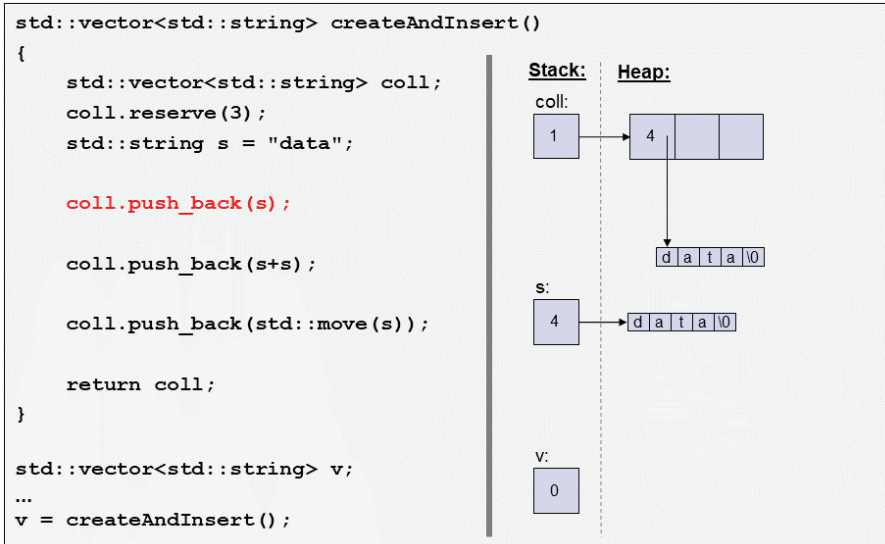 std::vector<std::string> createAndInsert()
{
std::vector<std::string> coll;
coll.reserve(3);
std::string s = "data";
coll.push_back(s);
coll.push_back(s+s);
coll.push_back(std::move(s));
return coll;
}
std::vector<std::string> v;
...
v = createAndInsert();
Stack:
Heap:
coll:
1
4
d a t a \0
s:
4
d a t a \0
v:
0